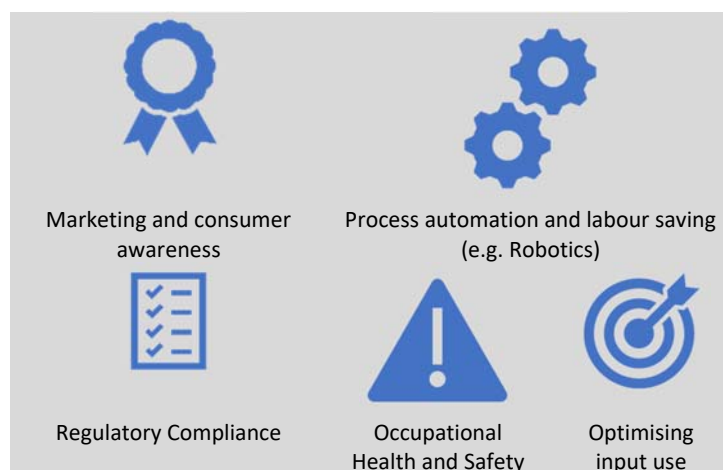 Marketing and consumer
awareness
Process automation and labour saving
(e.g. Robotics)
Regulatory Compliance
Occupational
Health and Safety
Optimising
input use